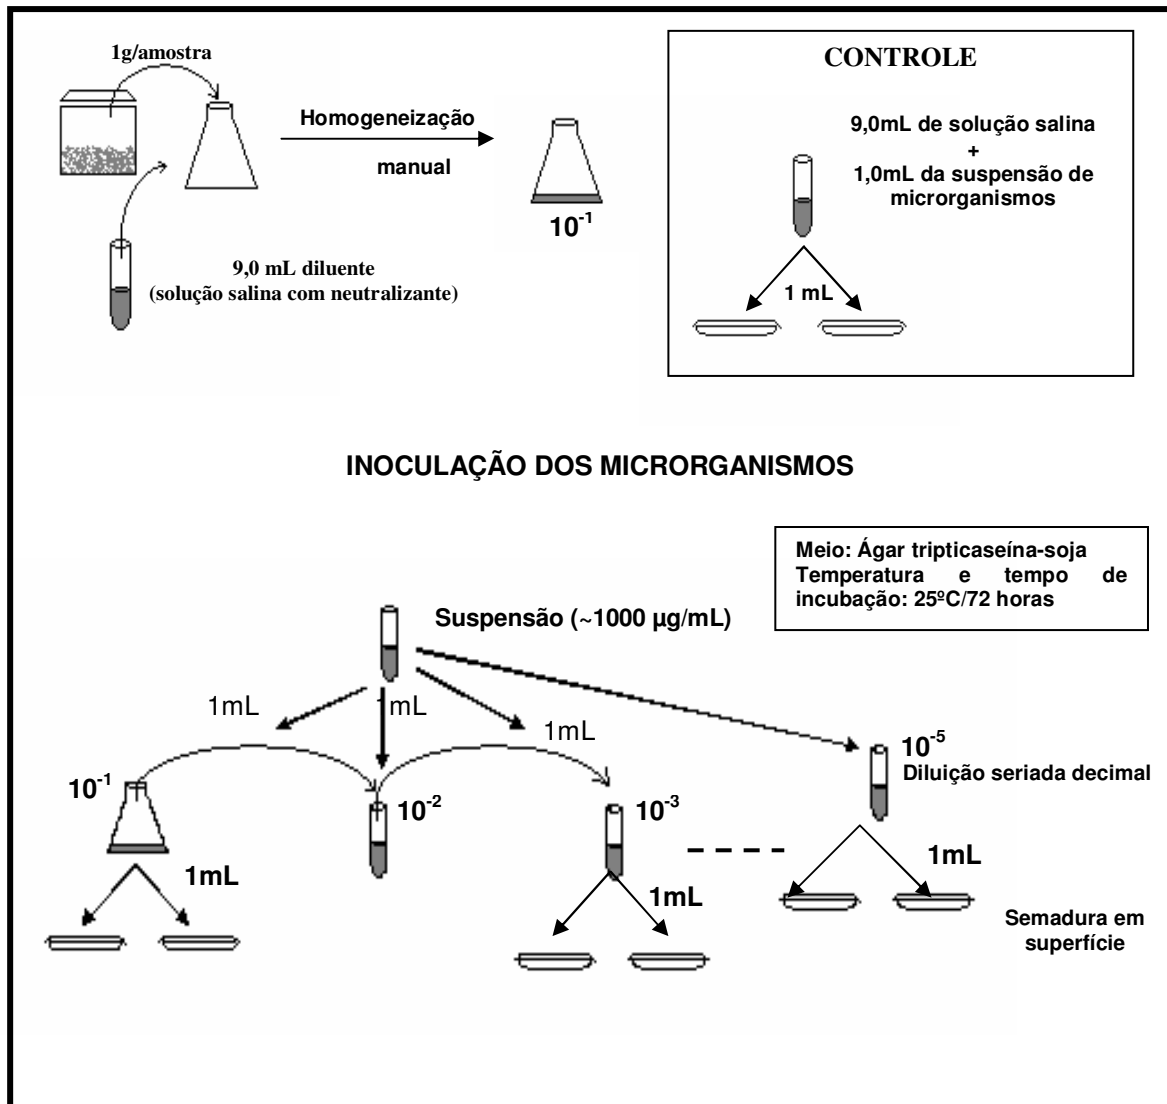 1g/amostra
Homogeneização
manual
10⁻¹
9,0 mL diluente
(solução salina com neutralizante)
CONTROLE
9,0mL de solução salina
+
1,0mL da suspensão de
microrganismos
1 mL
INOCULAÇÃO DOS MICRORGANISMOS
Meio: Ágar tripticaseína-soja
Temperatura e tempo de
incubação: 25ºC/72 horas
Suspensão (~1000 µg/mL)
1mL
1mL
1mL
10⁻¹
10⁻²
10⁻³
10⁻⁵
Diluição seriada decimal
1mL
1mL
1mL
Semadura em
superfície